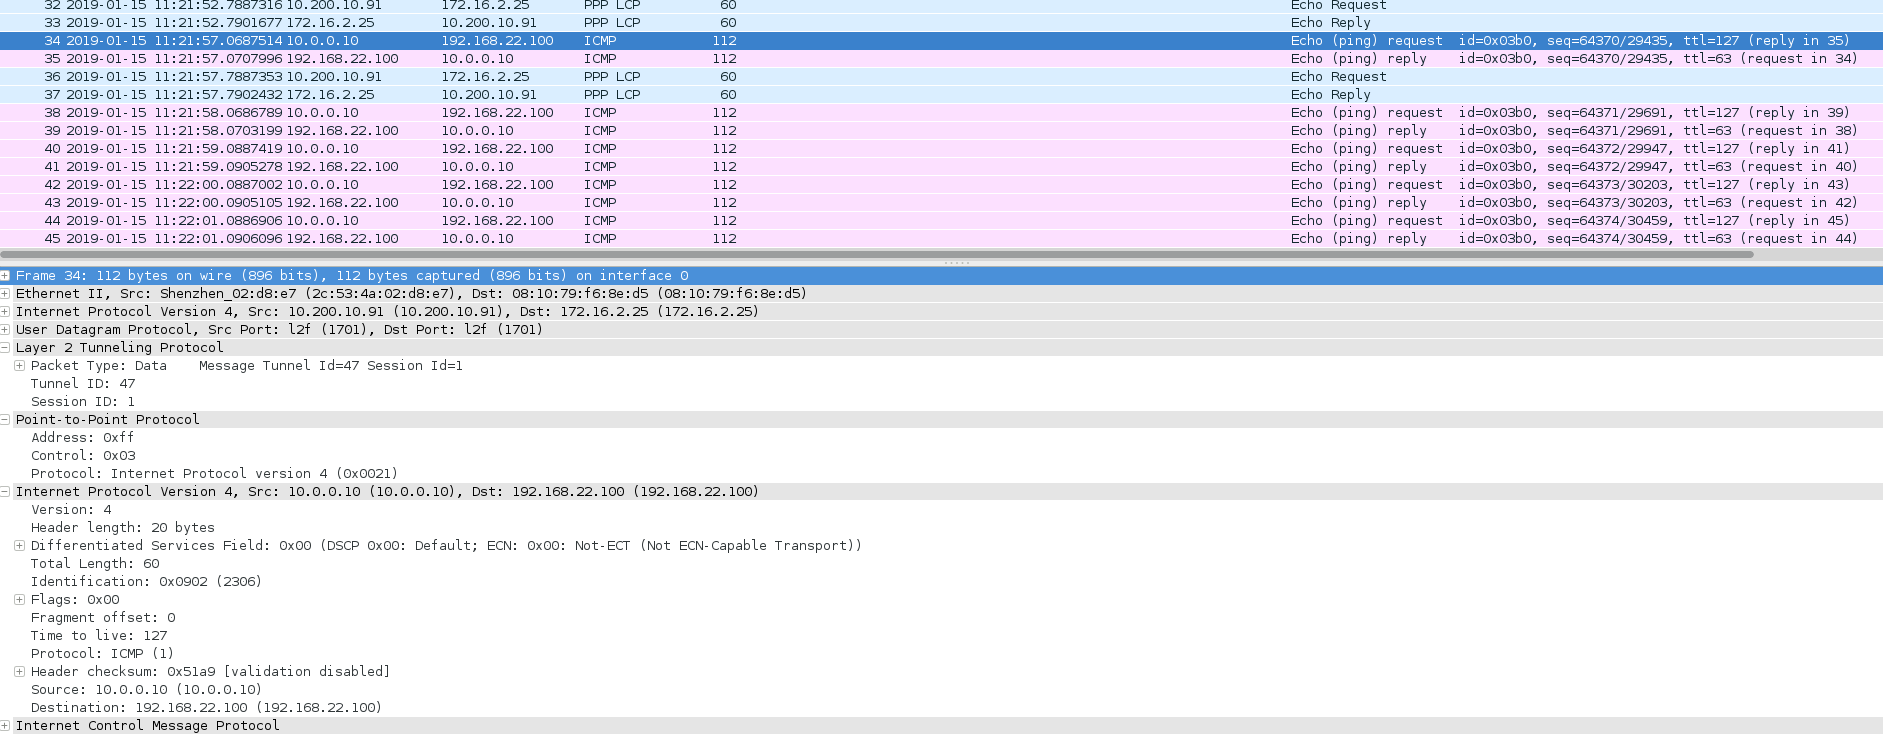 32 2019-01-15 11:21:52.7887316 10.200.10.91 172.16.2.25 PPP LCP 60 Echo Request
33 2019-01-15 11:21:52.7901677 172.16.2.25 10.200.10.91 PPP LCP 60 Echo Reply
34 2019-01-15 11:21:57.0687514 10.0.0.10 192.168.22.100 ICMP 112 Echo (ping) request id=0x03b0, seq=64370/29435, ttl=127 (reply in 35)
35 2019-01-15 11:21:57.0707996 192.168.22.100 10.0.0.10 ICMP 112 Echo (ping) reply id=0x03b0, seq=64370/29435, ttl=63 (request in 34)
36 2019-01-15 11:21:57.7887353 10.200.10.91 172.16.2.25 PPP LCP 60 Echo Request
37 2019-01-15 11:21:57.7902432 172.16.2.25 10.200.10.91 PPP LCP 60 Echo Reply
38 2019-01-15 11:21:58.0686789 10.0.0.10 192.168.22.100 ICMP 112 Echo (ping) request id=0x03b0, seq=64371/29691, ttl=127 (reply in 39)
39 2019-01-15 11:21:58.0703199 192.168.22.100 10.0.0.10 ICMP 112 Echo (ping) reply id=0x03b0, seq=64371/29691, ttl=63 (request in 38)
40 2019-01-15 11:21:59.0887419 10.0.0.10 192.168.22.100 ICMP 112 Echo (ping) request id=0x03b0, seq=64372/29947, ttl=127 (reply in 41)
41 2019-01-15 11:21:59.0905278 192.168.22.100 10.0.0.10 ICMP 112 Echo (ping) reply id=0x03b0, seq=64372/29947, ttl=63 (request in 40)
42 2019-01-15 11:22:00.0887002 10.0.0.10 192.168.22.100 ICMP 112 Echo (ping) request id=0x03b0, seq=64373/30203, ttl=127 (reply in 43)
43 2019-01-15 11:22:00.0905105 192.168.22.100 10.0.0.10 ICMP 112 Echo (ping) reply id=0x03b0, seq=64373/30203, ttl=63 (request in 42)
44 2019-01-15 11:22:01.0886906 10.0.0.10 192.168.22.100 ICMP 112 Echo (ping) request id=0x03b0, seq=64374/30459, ttl=127 (reply in 45)
45 2019-01-15 11:22:01.0906096 192.168.22.100 10.0.0.10 ICMP 112 Echo (ping) reply id=0x03b0, seq=64374/30459, ttl=63 (request in 44)
Frame 34: 112 bytes on wire (896 bits), 112 bytes captured (896 bits) on interface 0
Ethernet II, Src: Shenzhen_02:d8:e7 (2c:53:4a:02:d8:e7), Dst: 08:10:79:f6:8e:d5 (08:10:79:f6:8e:d5)
Internet Protocol Version 4, Src: 10.200.10.91 (10.200.10.91), Dst: 172.16.2.25 (172.16.2.25)
User Datagram Protocol, Src Port: l2f (1701), Dst Port: l2f (1701)
Layer 2 Tunneling Protocol
Packet Type: Data Message Tunnel Id=47 Session Id=1
Tunnel ID: 47
Session ID: 1
Point-to-Point Protocol
Address: 0xff
Control: 0x03
Protocol: Internet Protocol version 4 (0x0021)
Internet Protocol Version 4, Src: 10.0.0.10 (10.0.0.10), Dst: 192.168.22.100 (192.168.22.100)
Version: 4
Header length: 20 bytes
Differentiated Services Field: 0x00 (DSCP 0x00: Default; ECN: 0x00: Not-ECT (Not ECN-Capable Transport))
Total Length: 60
Identification: 0x0902 (2306)
Flags: 0x00
Fragment offset: 0
Time to live: 127
Protocol: ICMP (1)
Header checksum: 0x51a9 [validation disabled]
Source: 10.0.0.10 (10.0.0.10)
Destination: 192.168.22.100 (192.168.22.100)
Internet Control Message Protocol